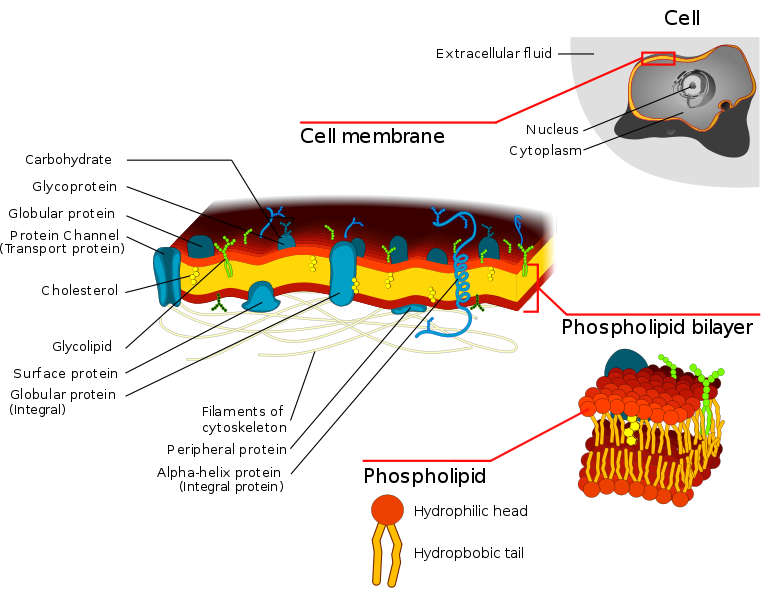 Cell
Extracellular fluid
Cell membrane
Nucleus
Cytoplasm
Carbohydrate
Glycoprotein
Globular protein
Protein Channel
(Transport protein)
Cholesterol
Glycolipid
Surface protein
Globular protein
(Integral)
Filaments of
cytoskeleton
Peripheral protein
Alpha-helix protein
(Integral protein)
Phospholipid bilayer
Phospholipid
Hydrophilic head
Hydropbobic tail